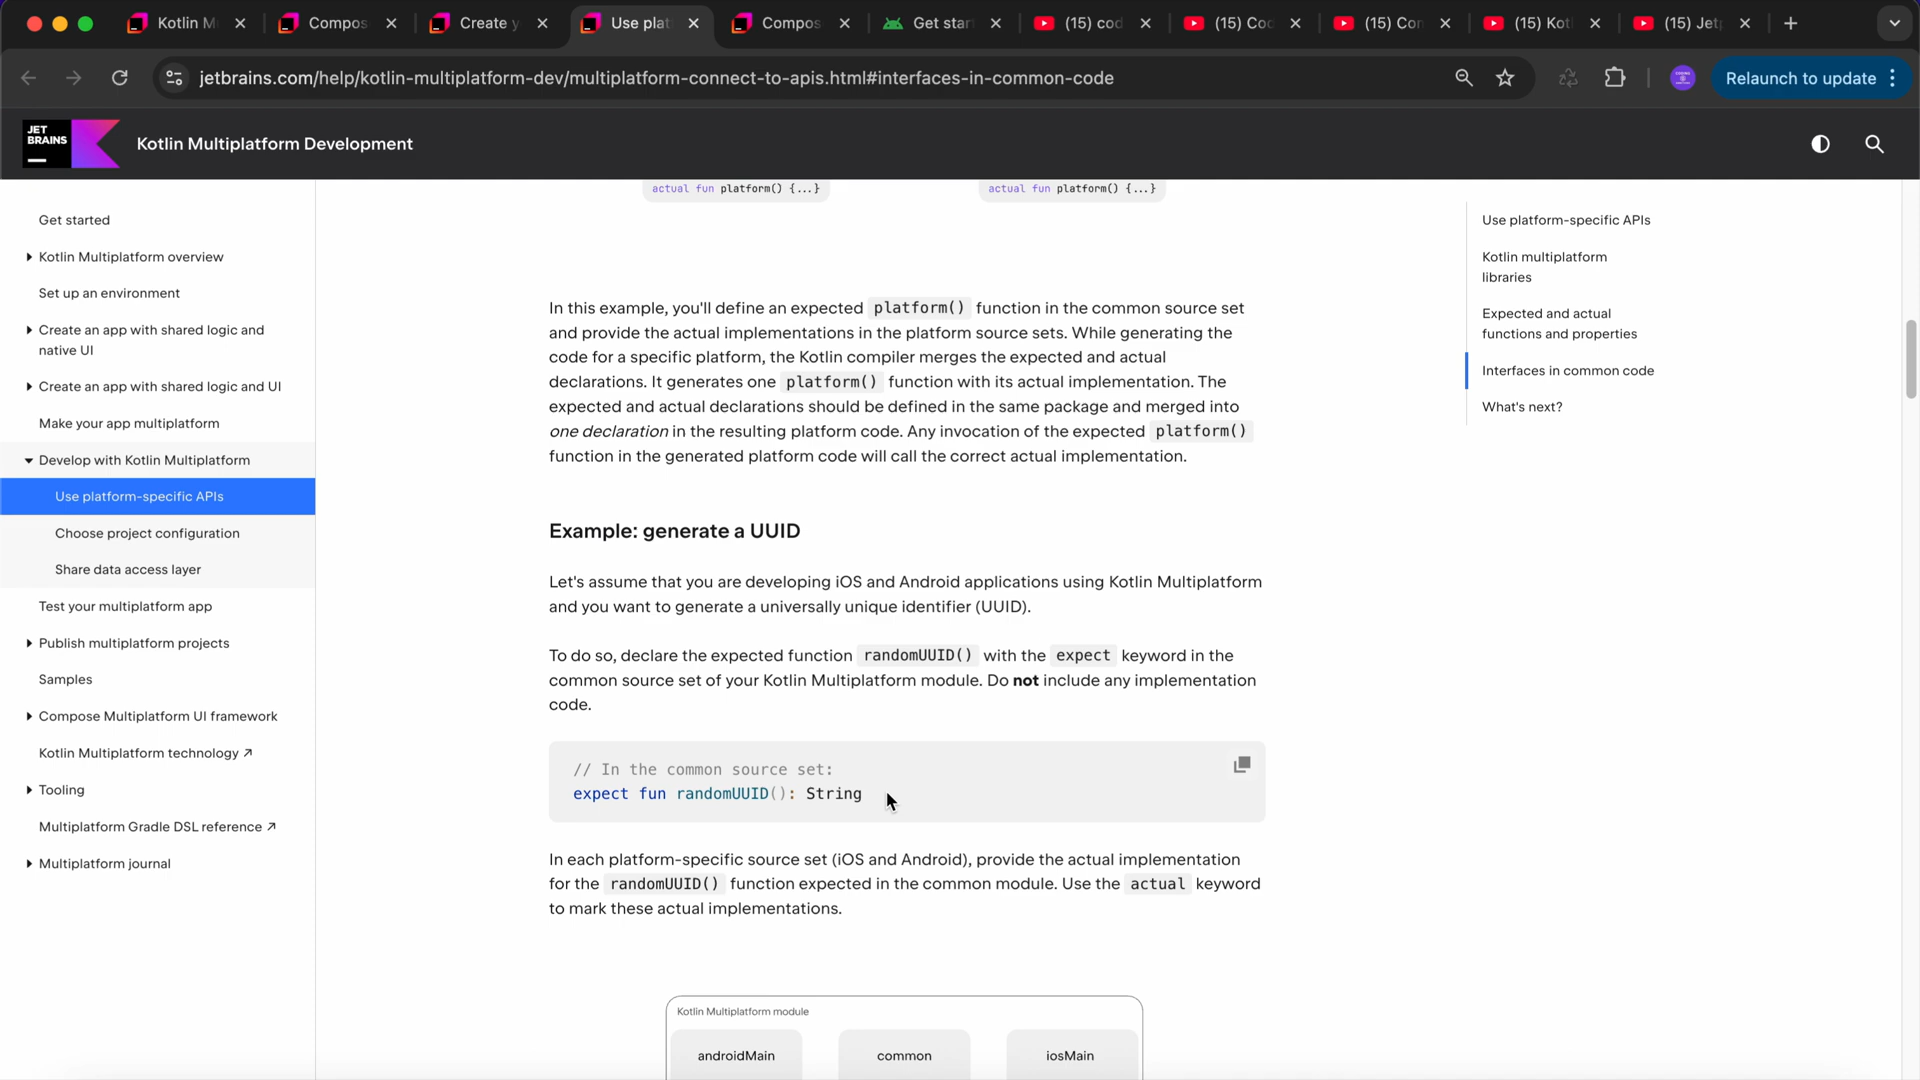 Kotlin M
Compos
Create y
Use plat
Compos
Get star
(15) cod
(15) Cod
(15) Con
(15) Kotl
(15) Jetp
jetbrains.com/help/kotlin-multiplatform-dev/multiplatform-connect-to-apis.html#interfaces-in-common-code
Relaunch to update
JET
BRAINS
Kotlin Multiplatform Development
Get started
Kotlin Multiplatform overview
Set up an environment
Create an app with shared logic and
native UI
Create an app with shared logic and UI
Make your app multiplatform
Develop with Kotlin Multiplatform
Use platform-specific APIs
Choose project configuration
Share data access layer
Test your multiplatform app
Publish multiplatform projects
Samples
Compose Multiplatform UI framework
Kotlin Multiplatform technology ↗
Tooling
Multiplatform Gradle DSL reference ↗
Multiplatform journal
actual fun platform() {...}
actual fun platform() {...}
In this example, you'll define an expected platform() function in the common source set
and provide the actual implementations in the platform source sets. While generating the
code for a specific platform, the Kotlin compiler merges the expected and actual
declarations. It generates one platform() function with its actual implementation. The
expected and actual declarations should be defined in the same package and merged into
one declaration in the resulting platform code. Any invocation of the expected platform()
function in the generated platform code will call the correct actual implementation.
Example: generate a UUID
Let's assume that you are developing iOS and Android applications using Kotlin Multiplatform
and you want to generate a universally unique identifier (UUID).
To do so, declare the expected function randomUUID() with the expect keyword in the
common source set of your Kotlin Multiplatform module. Do not include any implementation
code.
// In the common source set:
expect fun randomUUID(): String
In each platform-specific source set (iOS and Android), provide the actual implementation
for the randomUUID() function expected in the common module. Use the actual keyword
to mark these actual implementations.
Kotlin Multiplatform module
androidMain
common
iosMain
Use platform-specific APIs
Kotlin multiplatform
libraries
Expected and actual
functions and properties
Interfaces in common code
What's next?